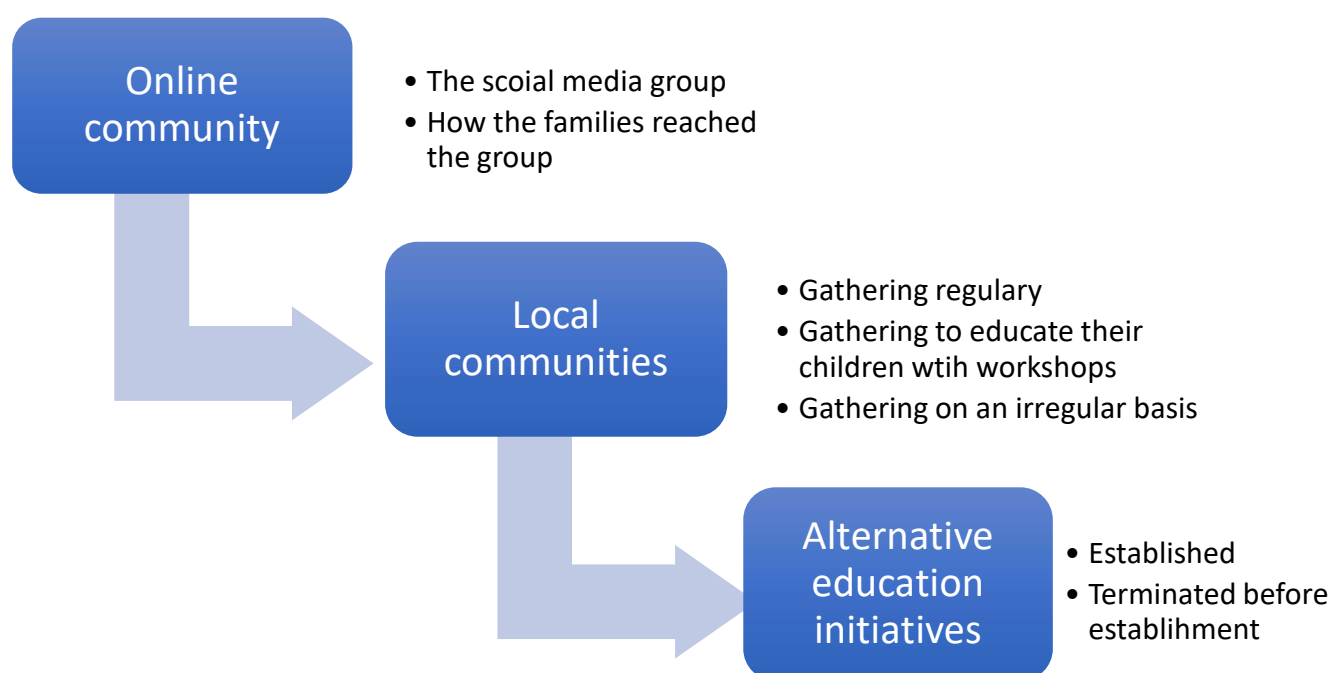 Online
community
• The scoial media group
• How the families reached
the group
Local
communities
• Gathering regulary
• Gathering to educate their
children wtih workshops
• Gathering on an irregular basis
Alternative
education
initiatives
• Established
• Terminated before
establihment